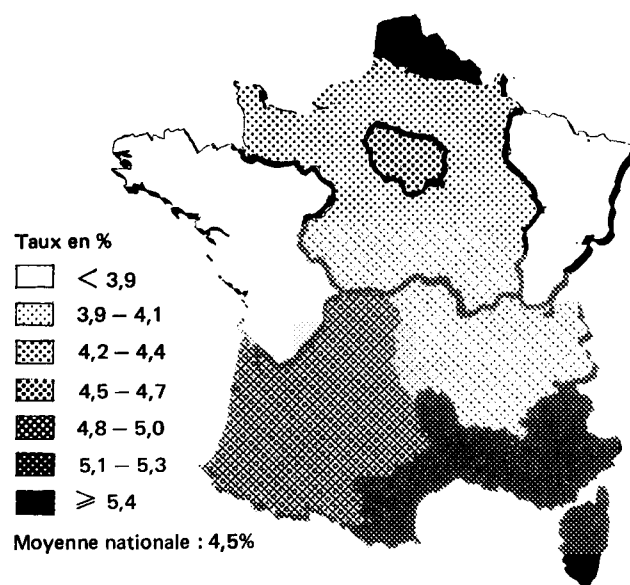 Taux en %
< 3,9
3,9 – 4,1
4,2 – 4,4
4,5 – 4,7
4,8 – 5,0
5,1 – 5,3
⩾ 5,4
Moyenne nationale : 4,5%